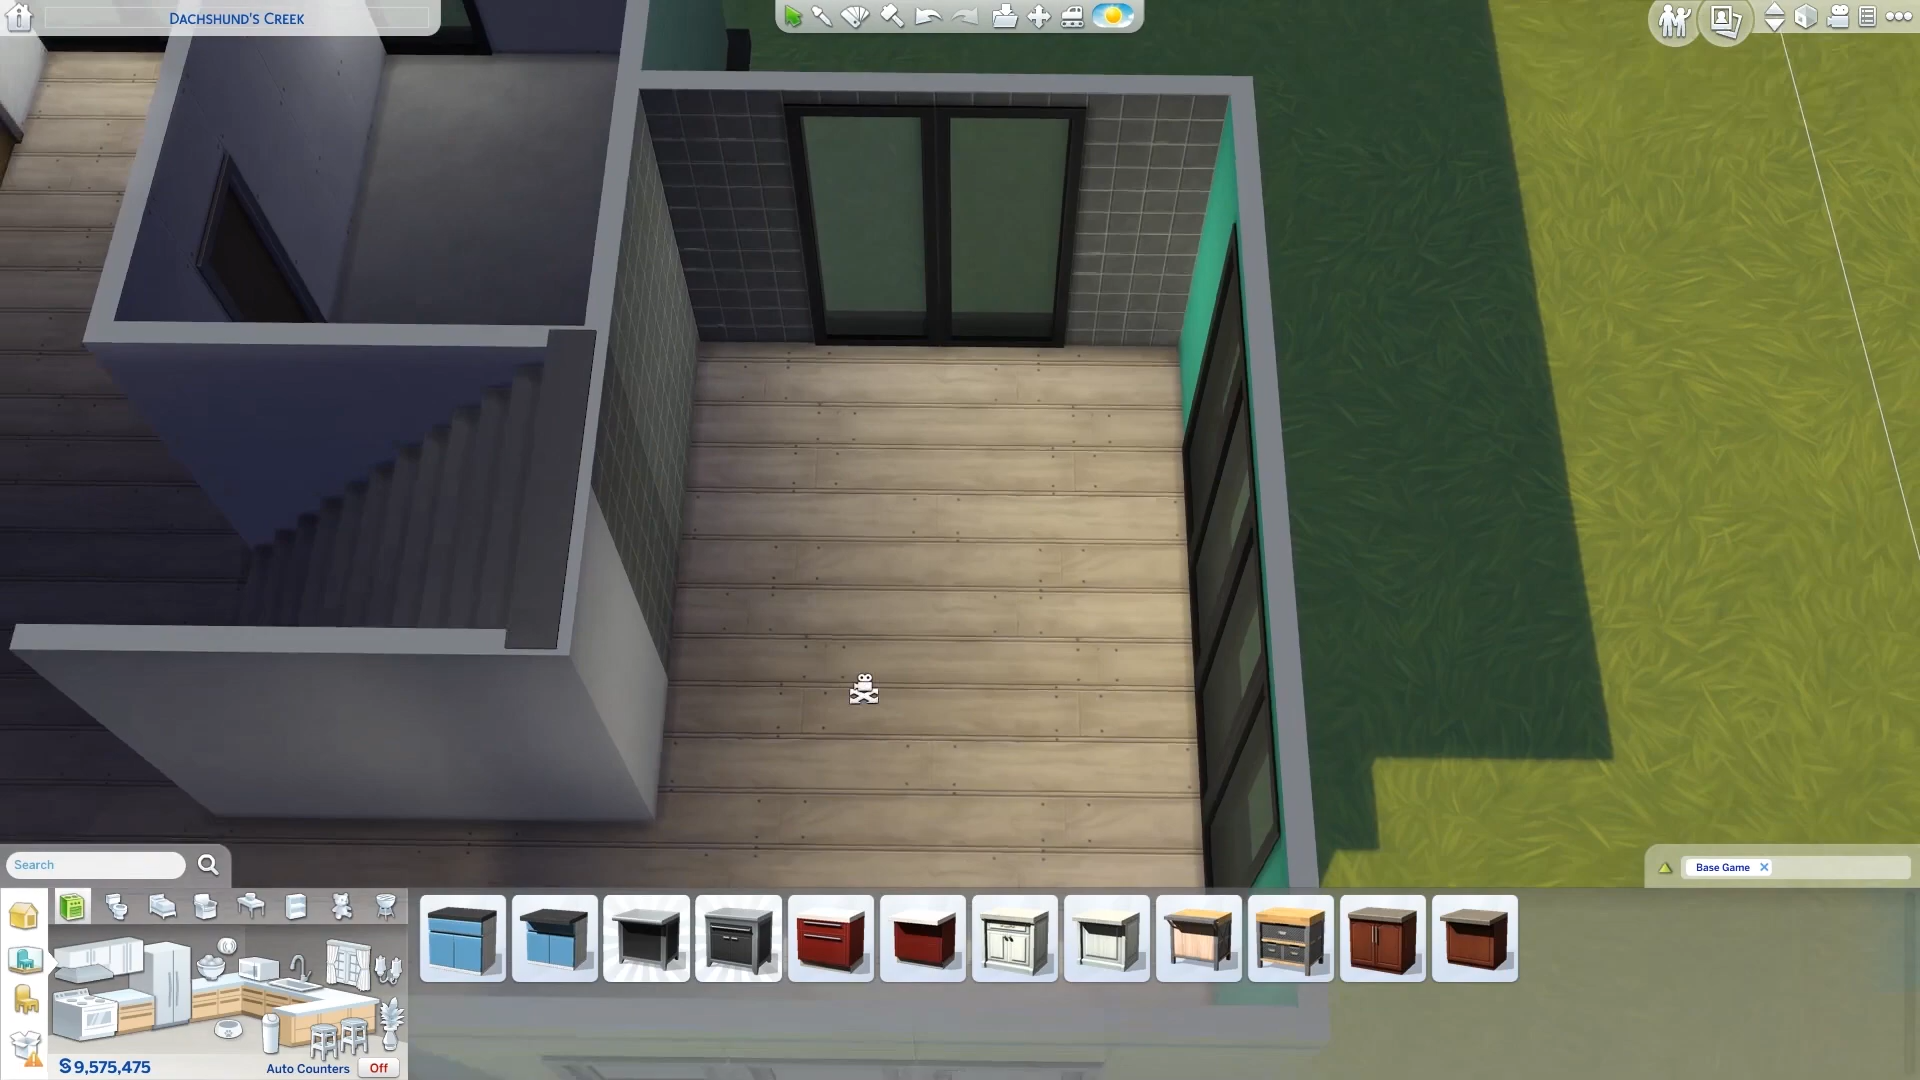 Dachshund's Creek
Search
Base Game
§9,575,475
Auto Counters Off